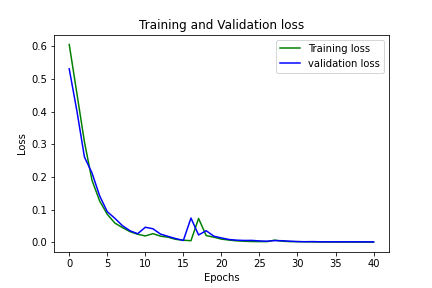 Training and Validation loss
Training loss
validation loss
Loss
0.6
0.5
0.4
0.3
0.2
0.1
0.0
0 5 10 15 20 25 30 35 40
Epochs